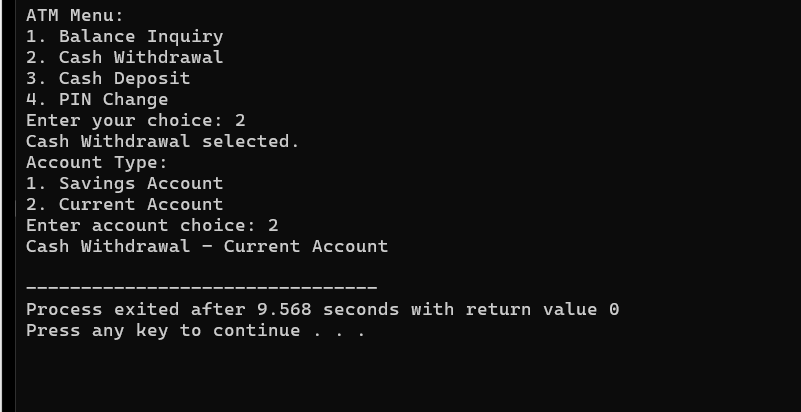 ATM Menu:
1. Balance Inquiry
2. Cash Withdrawal
3. Cash Deposit
4. PIN Change
Enter your choice: 2
Cash Withdrawal selected.
Account Type:
1. Savings Account
2. Current Account
Enter account choice: 2
Cash Withdrawal - Current Account
--------------------------------
Process exited after 9.568 seconds with return value 0
Press any key to continue . . .